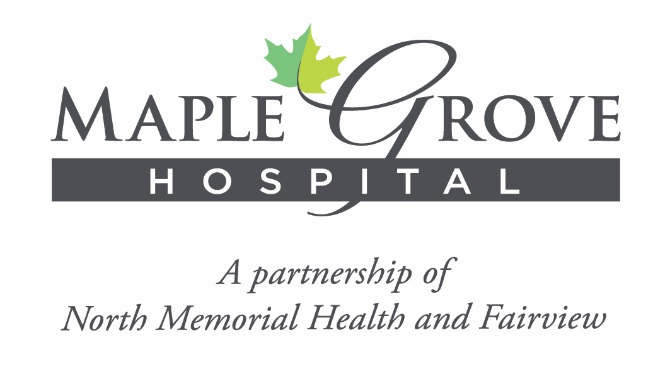 MAPLE GROVE
HOSPITAL
A partnership of
North Memorial Health and Fairview